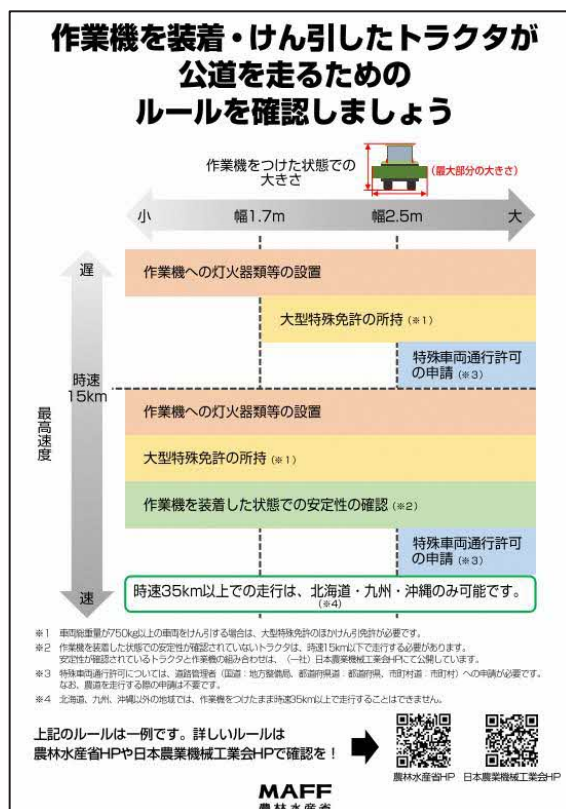 作業機を装着・けん引したトラクタが
公道を走るための
ルールを確認しましょう
作業機をつけた状態での
大きさ
(最大部分の大きさ)
小 幅1.7m 幅2.5m 大
遅
作業機への灯火器類等の設置
大型特殊免許の所持 (※1)
特殊車両通行許可
の申請 (※3)
時速
15km
最高速度
作業機への灯火器類等の設置
大型特殊免許の所持 (※1)
作業機を装着した状態での安定性の確認 (※2)
特殊車両通行許可
の申請 (※3)
速
時速35km以上での走行は、北海道・九州・沖縄のみ可能です。
(※4)
※1 車両総重量が750kg以上の車両をけん引する場合は、大型特殊免許のほかけん引免許が必要です。
※2 作業機を装着した状態での安定性が確認されていないトラクタは、時速15km以下で走行する必要があります。
安定性が確認されているトラクタと作業機の組み合わせは、（一社）日本農業機械工業会HPにて公開しています。
※3 特殊車両通行許可については、道路管理者（国道：地方整備局、都道府県道：都道府県、市町村道：市町村）への申請が必要です。
なお、農道を走行する際の申請は不要です。
※4 北海道、九州、沖縄以外の地域では、作業機をつけたまま時速35km以上で走行することはできません。
上記のルールは一例です。詳しいルールは
農林水産省HPや日本農業機械工業会HPで確認を！
農林水産省HP 日本農業機械工業会HP
MAFF
農林水産省